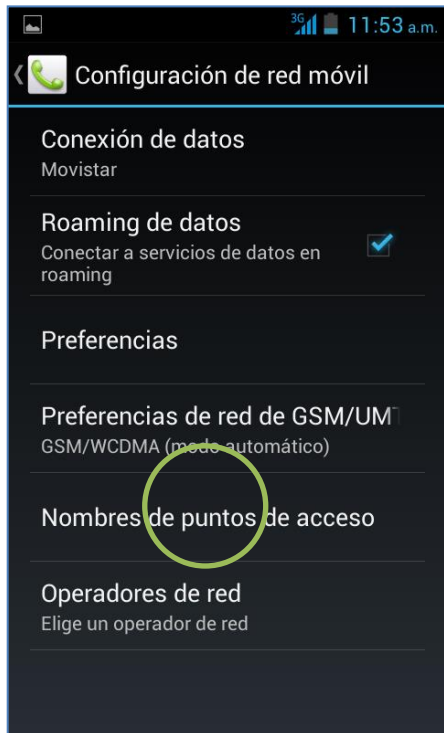 3G 11:53 a.m.
Configuración de red móvil
Conexión de datos
Movistar
Roaming de datos
Conectar a servicios de datos en
roaming
Preferencias
Preferencias de red de GSM/UMT
GSM/WCDMA (modo automático)
Nombres de puntos de acceso
Operadores de red
Elige un operador de red